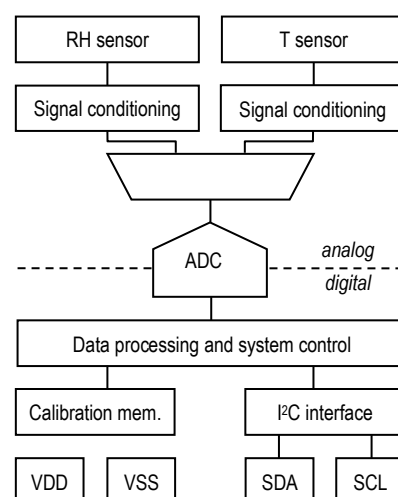 RH sensor
T sensor
Signal conditioning
Signal conditioning
ADC
analog
digital
Data processing and system control
Calibration mem.
I²C interface
VDD
VSS
SDA
SCL